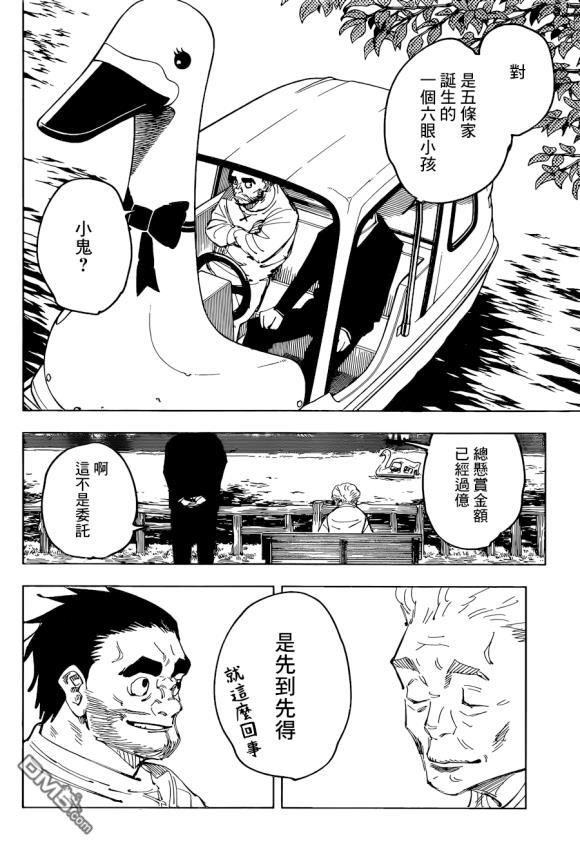 對
是五條家
誕生的
一個六眼小孩
小鬼？
總懸賞金額
已經過億
啊
這不是委託
是先到先得
就這麼回事